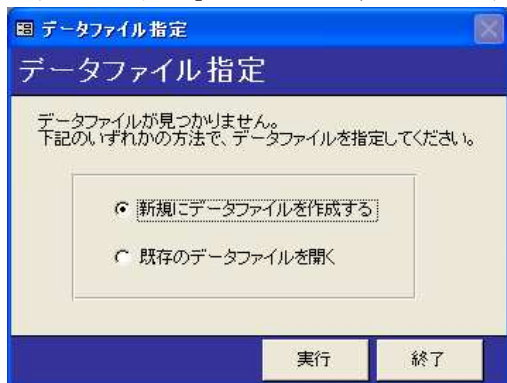 データファイル指定
データファイル指定
データファイルが見つかりません。
下記のいずれかの方法で、データファイルを指定してください。
新規にデータファイルを作成する
既存のデータファイルを開く
実行
終了